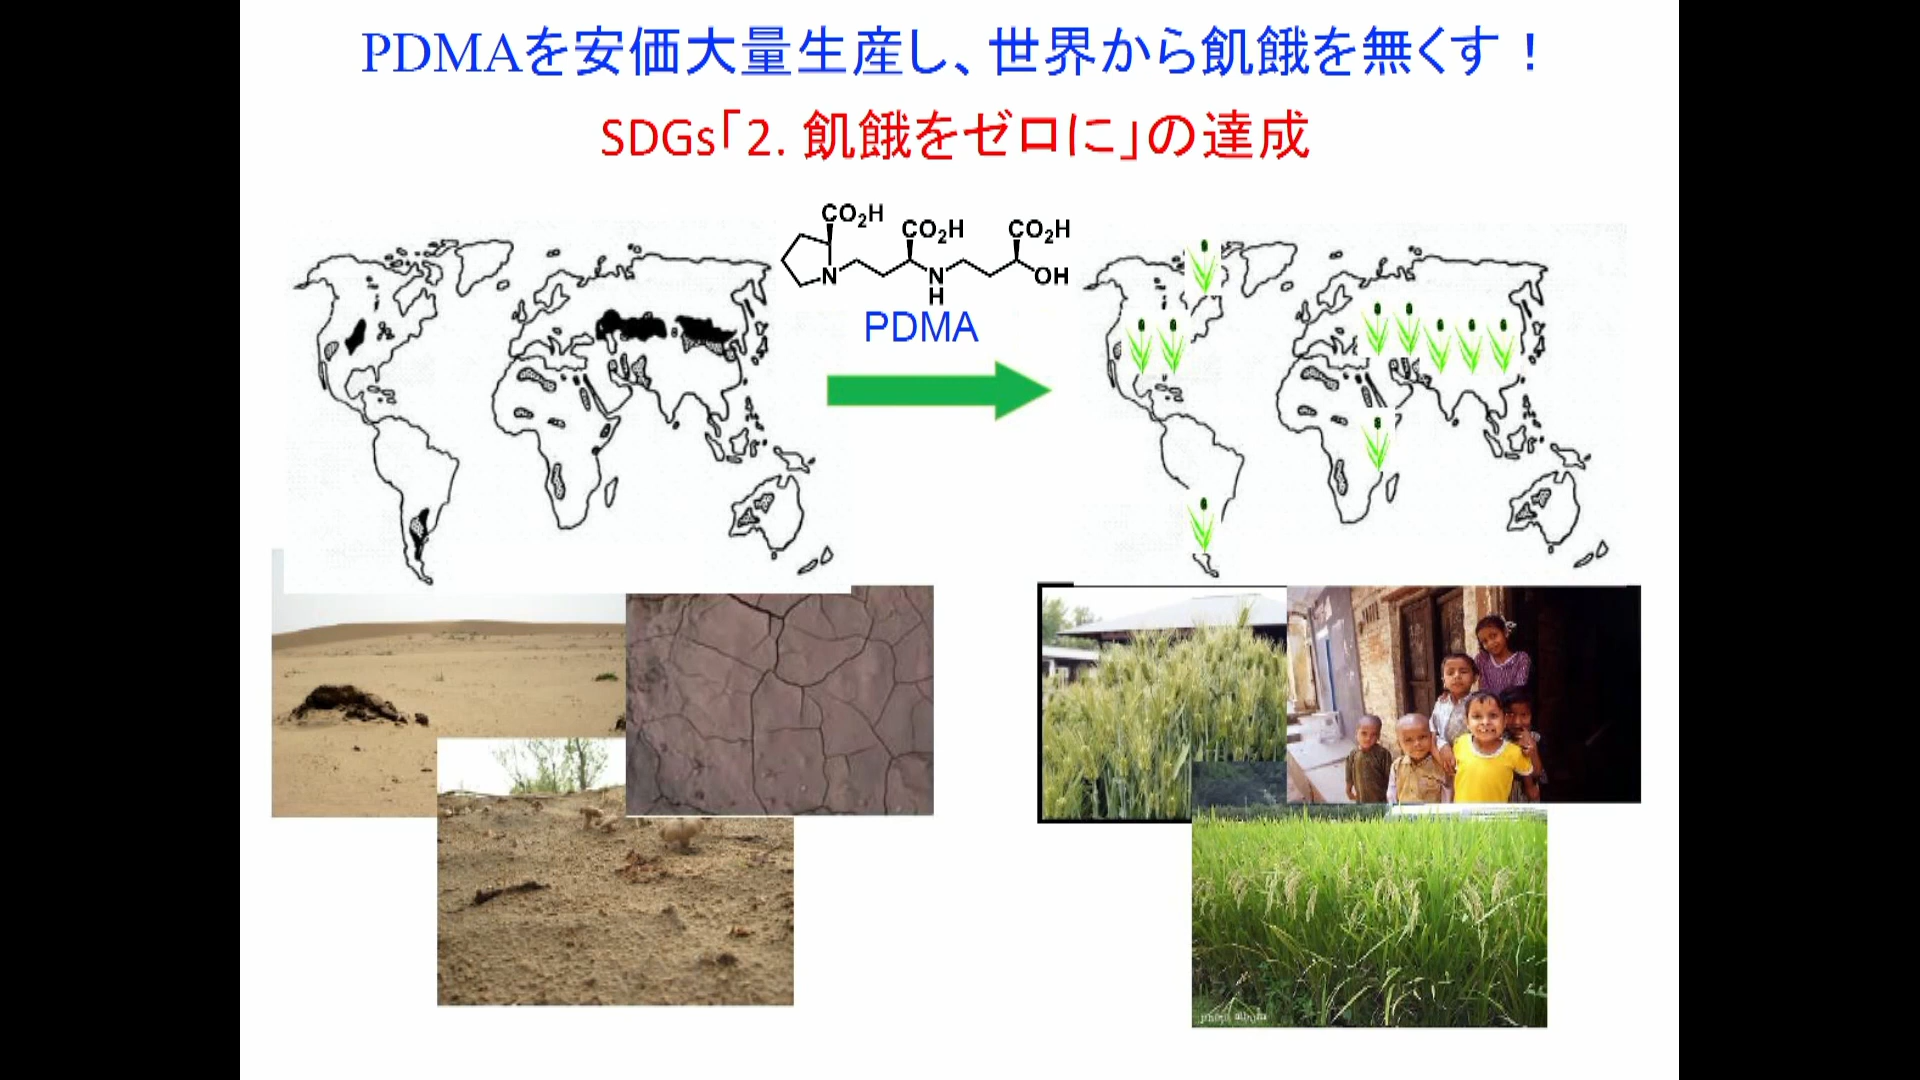 PDMAを安価大量生産し、世界から飢餓を無くす！
SDGs「2. 飢餓をゼロに」の達成
CO2H
CO2H
CO2H
N
N
H
OH
PDMA